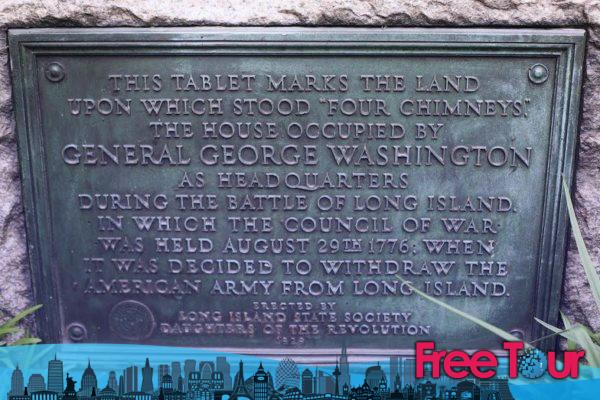 THIS TABLET MARKS THE LAND
UPON WHICH STOOD "FOUR CHIMNEYS,"
THE HOUSE OCCUPIED BY
GENERAL GEORGE WASHINGTON
AS HEADQUARTERS
DURING THE BATTLE OF LONG ISLAND,
IN WHICH THE COUNCIL OF WAR
WAS HELD AUGUST 29TH 1776; WHEN
IT WAS DECIDED TO WITHDRAW THE
AMERICAN ARMY FROM LONG ISLAND.
ERECTED BY
LONG ISLAND STATE SOCIETY
DAUGHTERS OF THE REVOLUTION
1929
Free Tour